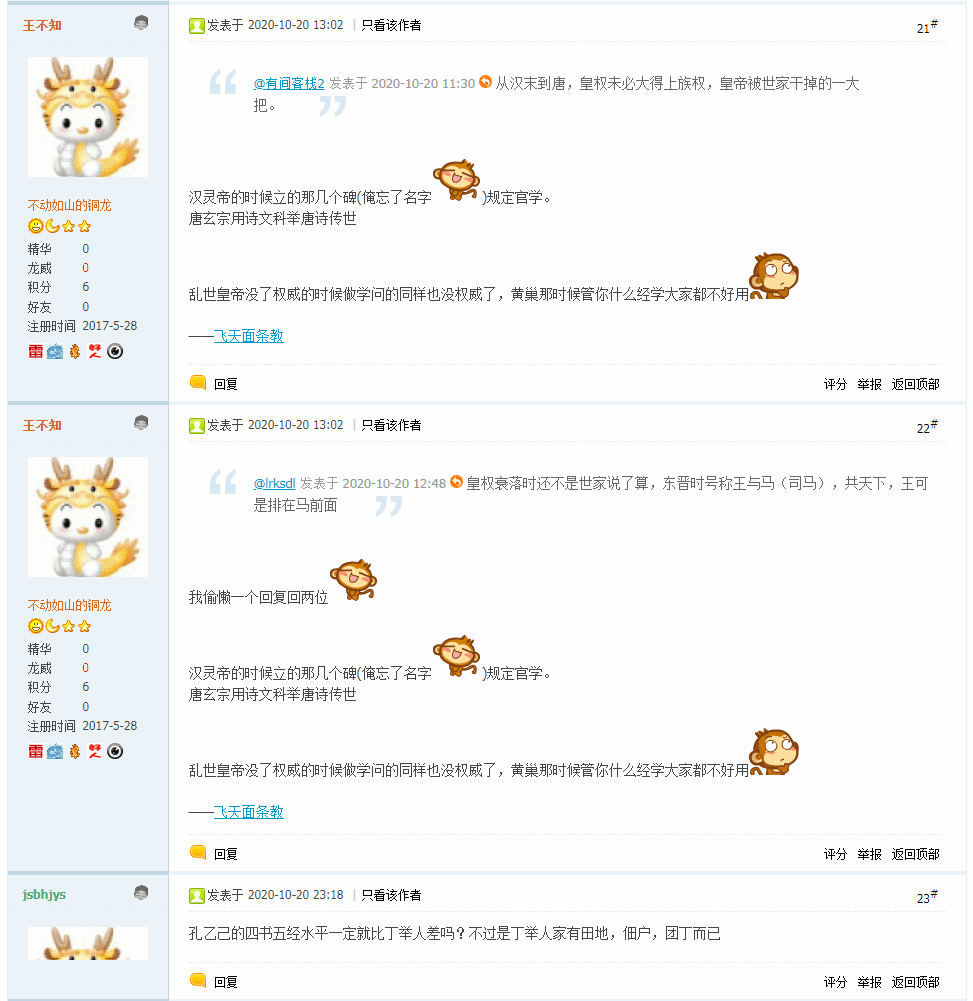 王不知
发表于 2020-10-20 13:02 | 只看该作者
21#
@有间客栈2 发表于 2020-10-20 11:30 从汉末到唐，皇权未必大得上族权，皇帝被世家干掉的一大
把。
汉灵帝的时候立的那几个碑(俺忘了名字 )规定官学。
唐玄宗用诗文科举唐诗传世
不动如山的铜龙
精华 0
龙威 0
积分 6
好友 0
注册时间 2017-5-28
雷
乱世皇帝没了权威的时候做学问的同样也没权威了，黄巢那时候管你什么经学大家都不好用
——飞天面条教
回复
评分 举报 返回顶部
王不知
发表于 2020-10-20 13:02 | 只看该作者
22#
@lrksdl 发表于 2020-10-20 12:48 皇权衰落时还不是世家说了算，东晋时号称王与马（司马），共天下，王可
是排在马前面
我偷懒一个回复回两位
不动如山的铜龙
精华 0
龙威 0
积分 6
好友 0
注册时间 2017-5-28
雷
汉灵帝的时候立的那几个碑(俺忘了名字 )规定官学。
唐玄宗用诗文科举唐诗传世
乱世皇帝没了权威的时候做学问的同样也没权威了，黄巢那时候管你什么经学大家都不好用
——飞天面条教
回复
评分 举报 返回顶部
jsbhjys
发表于 2020-10-20 23:18 | 只看该作者
23#
孔乙己的四书五经水平一定就比丁举人差吗？不过是丁举人家有田地，佃户，团丁而已
回复
评分 举报 返回顶部